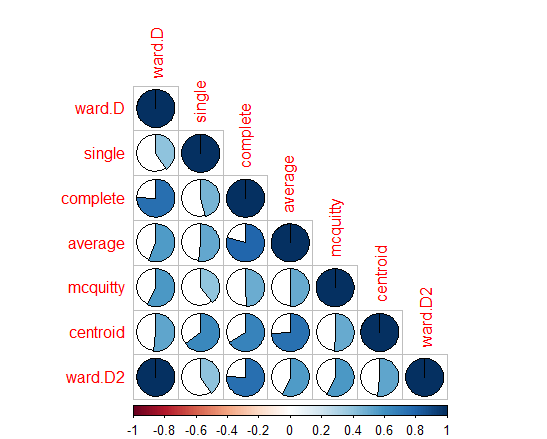 ward.D
single
complete
average
mcquitty
centroid
ward.D2
ward.D
single
complete
average
mcquitty
centroid
ward.D2
-1 -0.8 -0.6 -0.4 -0.2 0 0.2 0.4 0.6 0.8 1